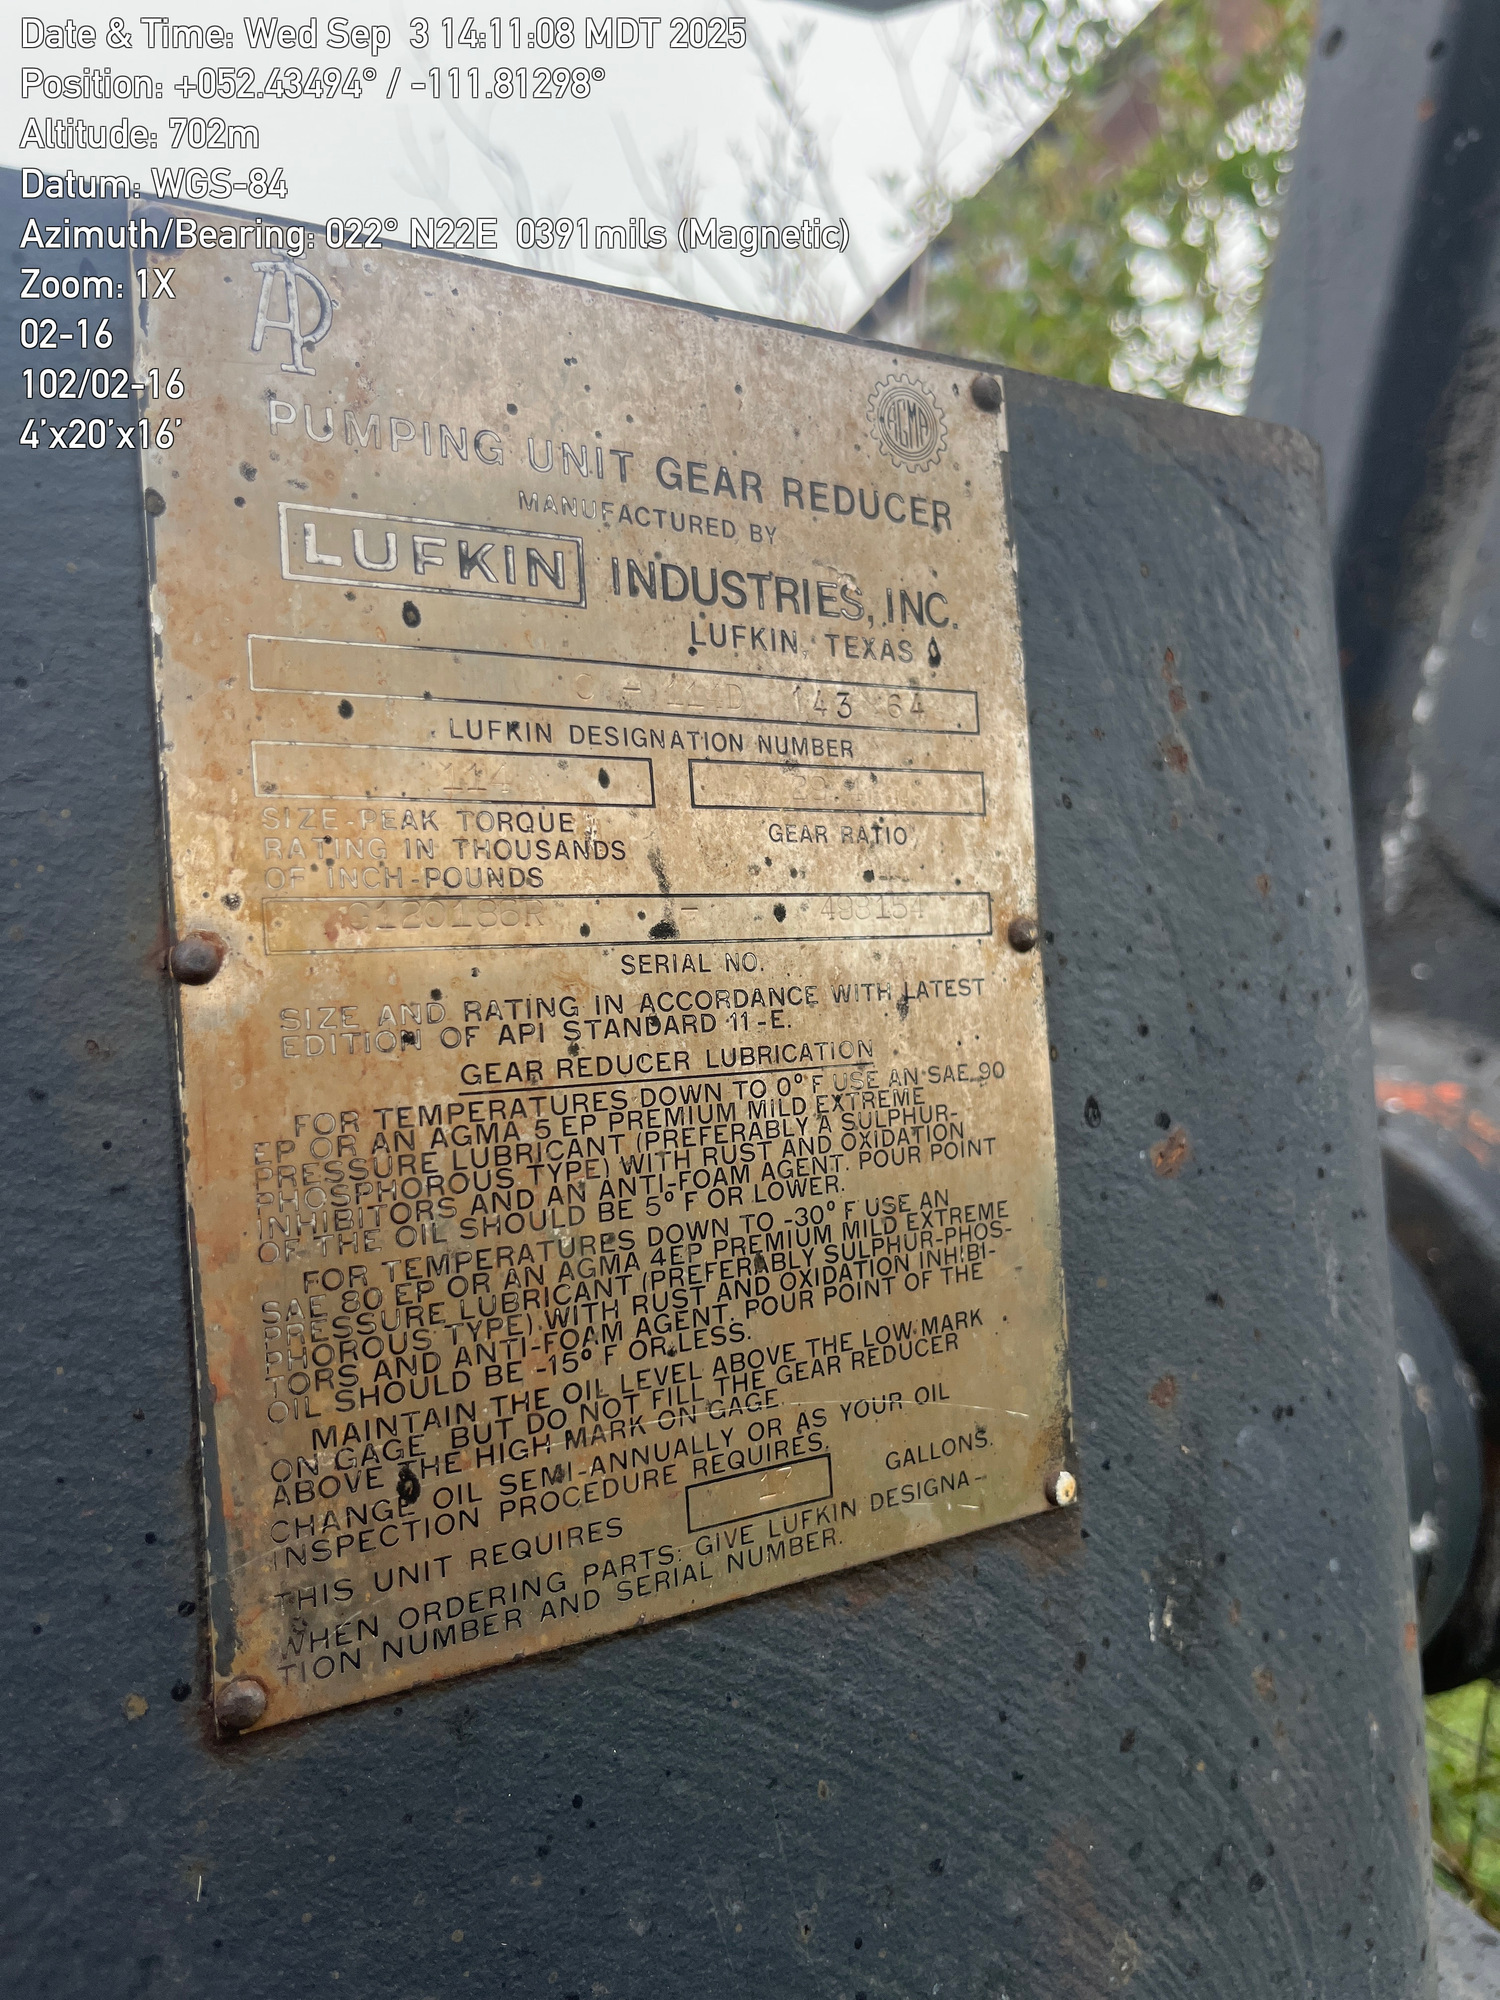 Date & Time: Wed Sep 3 14:11:08 MDT 2025
Position: +052.43494° / -111.81298°
Altitude: 702m
Datum: WGS-84
Azimuth/Bearing: 022° N22E 0391mils (Magnetic)
Zoom: 1X
02-16
102/02-16
4'x20'x16'
API
AGMA
PUMPING UNIT GEAR REDUCER
MANUFACTURED BY
LUFKIN INDUSTRIES, INC.
LUFKIN, TEXAS
C - 114D 143 64
LUFKIN DESIGNATION NUMBER
114
SIZE-PEAK TORQUE
RATING IN THOUSANDS
OF INCH-POUNDS
GEAR RATIO
-
SERIAL NO.
SIZE AND RATING IN ACCORDANCE WITH LATEST
EDITION OF API STANDARD 11-E.
GEAR REDUCER LUBRICATION
FOR TEMPERATURES DOWN TO 0° F USE AN SAE 90
EP OR AN AGMA 5 EP PREMIUM MILD EXTREME
PRESSURE LUBRICANT (PREFERABLY A SULPHUR-
PHOSPHOROUS TYPE) WITH RUST AND OXIDATION
INHIBITORS AND AN ANTI-FOAM AGENT. POUR POINT
OF THE OIL SHOULD BE 5° F OR LOWER.
FOR TEMPERATURES DOWN TO -30° F USE AN
SAE 80 EP OR AN AGMA 4EP PREMIUM MILD EXTREME
PRESSURE LUBRICANT (PREFERABLY SULPHUR-PHOS-
PHOROUS TYPE) WITH RUST AND OXIDATION INHIBI-
TORS AND ANTI-FOAM AGENT. POUR POINT OF THE
OIL SHOULD BE -15° F OR LESS.
MAINTAIN THE OIL LEVEL ABOVE THE LOW MARK
ON GAGE BUT DO NOT FILL THE GEAR REDUCER
ABOVE THE HIGH MARK ON GAGE.
CHANGE OIL SEMI-ANNUALLY OR AS YOUR OIL
INSPECTION PROCEDURE REQUIRES.
THIS UNIT REQUIRES 17 GALLONS.
WHEN ORDERING PARTS: GIVE LUFKIN DESIGNA-
TION NUMBER AND SERIAL NUMBER.